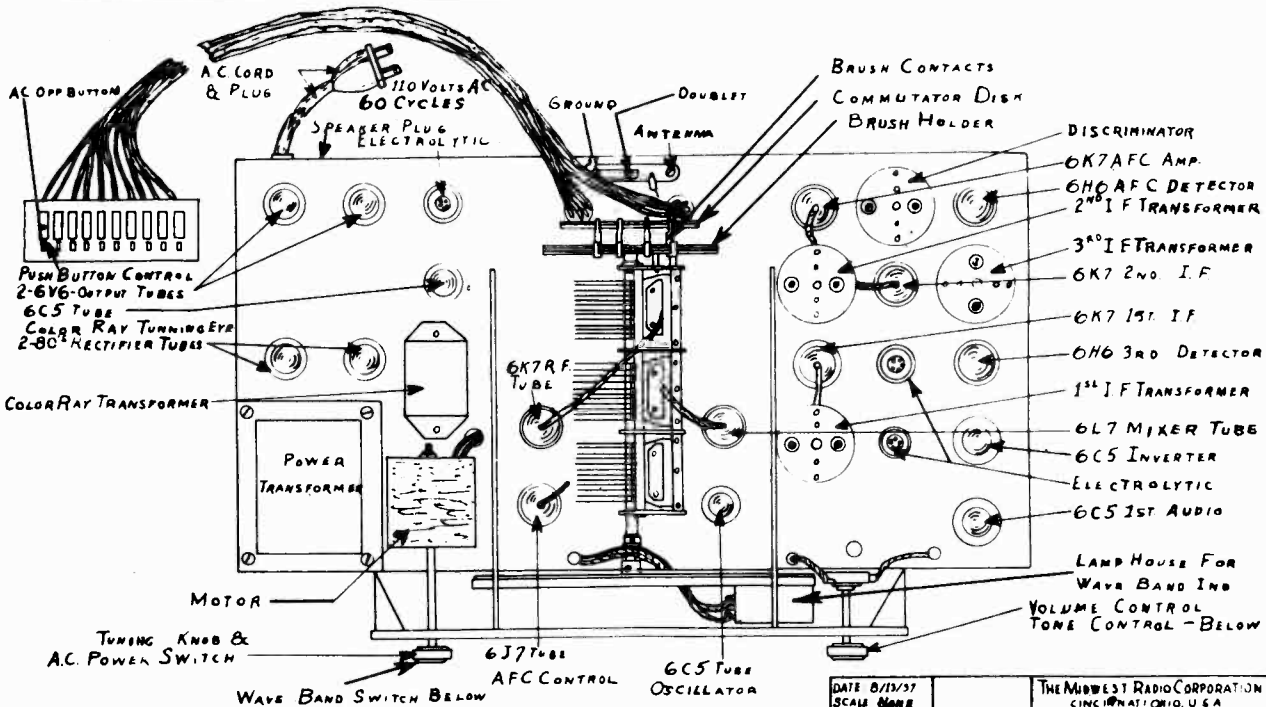 AC OFF BUTTON
A.C. CORD
& PLUG
110 VOLTS AC
60 CYCLES
SPEAKER PLUG
ELECTROLYTIC
GROUND
DOUBLET
ANTENNA
BRUSH CONTACTS
COMMUTATOR DISK
BRUSH HOLDER
DISCRIMINATOR
6K7 AFC AMP.
6H6 AFC DETECTOR
2ND I F TRANSFORMER
3RD I F TRANSFORMER
6K7 2ND. I.F.
6K7 1ST. I.F.
6H6 3RD DETECTOR
1ST I F TRANSFORMER
6L7 MIXER TUBE
6C5 INVERTER
ELECTROLYTIC
6C5 1ST AUDIO
PUSH BUTTON CONTROL
2-6V6-OUTPUT TUBES
6C5 TUBE
COLOR RAY TUNNING EYE
2-80S RECTIFIER TUBES
COLOR RAY TRANSFORMER
6K7 R.F.
TUBE
POWER
TRANSFORMER
MOTOR
TUNING KNOB &
A.C. POWER SWITCH
WAVE BAND SWITCH BELOW
6J7 TUBE
AFC CONTROL
6C5 TUBE
OSCILLATOR
LAMP HOUSE FOR
WAVE BAND IND
VOLUME CONTROL
TONE CONTROL - BELOW
DATE 8/13/37
SCALE NONE
THE MIDWEST RADIO CORPORATION
CINCINNATI OHIO, U S A